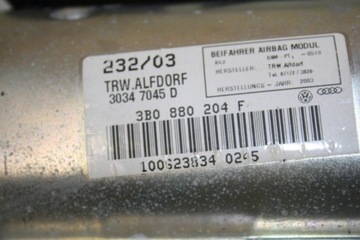 232/03
TRW.ALFDORF
3034 7045 D
BEIFAHRER AIRBAG MODUL
HERSTELLER: TRW.Alfdorf
HERSTELLUNGS-JAHR: 2003
3B0 880 204 F
100623834 0245